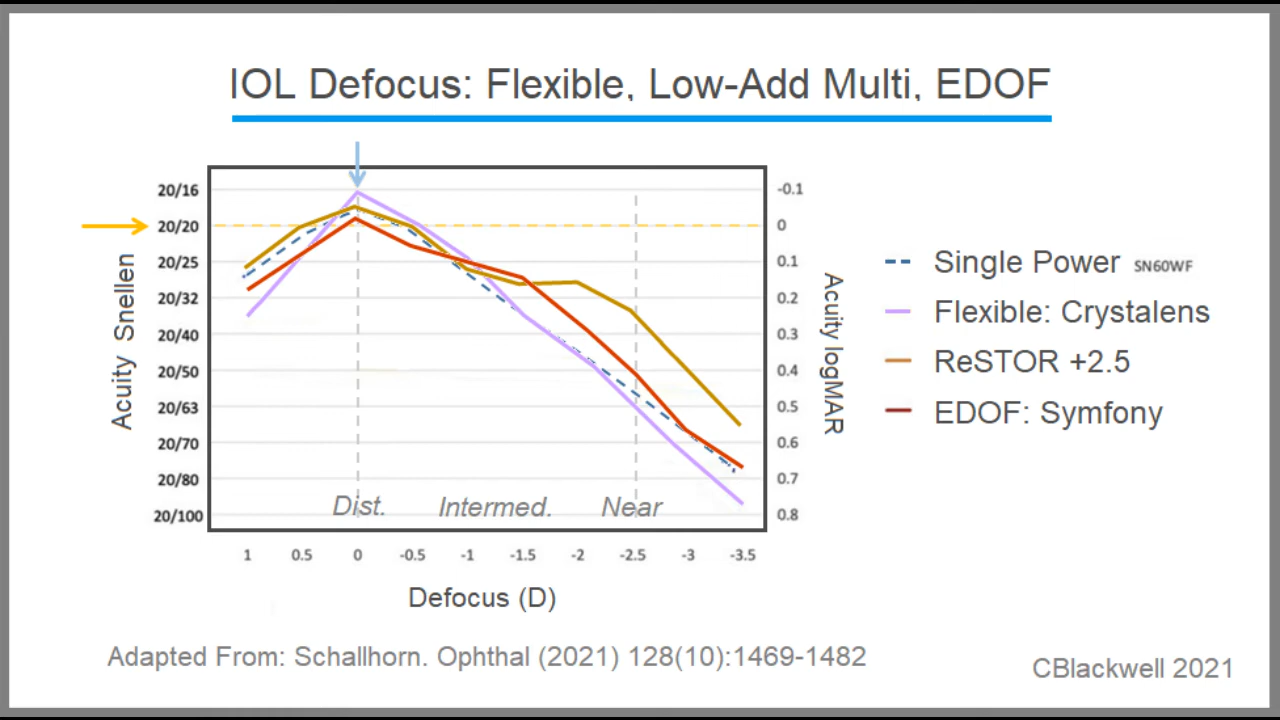 IOL Defocus: Flexible, Low-Add Multi, EDOF
20/16
20/20
20/25
20/32
20/40
20/50
20/63
20/70
20/80
20/100
Acuity Snellen
-0.1
0
0.1
0.2
0.3
0.4
0.5
0.6
0.7
0.8
Acuity logMAR
Dist. Intermed. Near
1 0.5 0 -0.5 -1 -1.5 -2 -2.5 -3 -3.5
Defocus (D)
Single Power SN60WF
Flexible: Crystalens
ReSTOR +2.5
EDOF: Symfony
Adapted From: Schallhorn. Ophthal (2021) 128(10):1469-1482
CBlackwell 2021